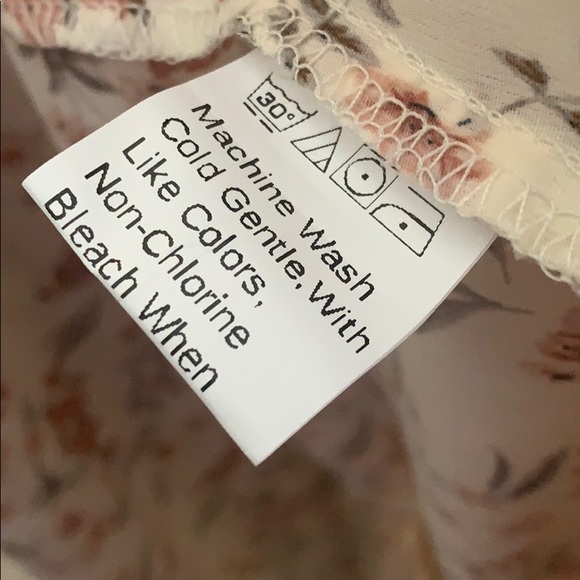 30°
Machine Wash
Cold Gentle, With
Like Colors,
Non-Chlorine
Bleach When